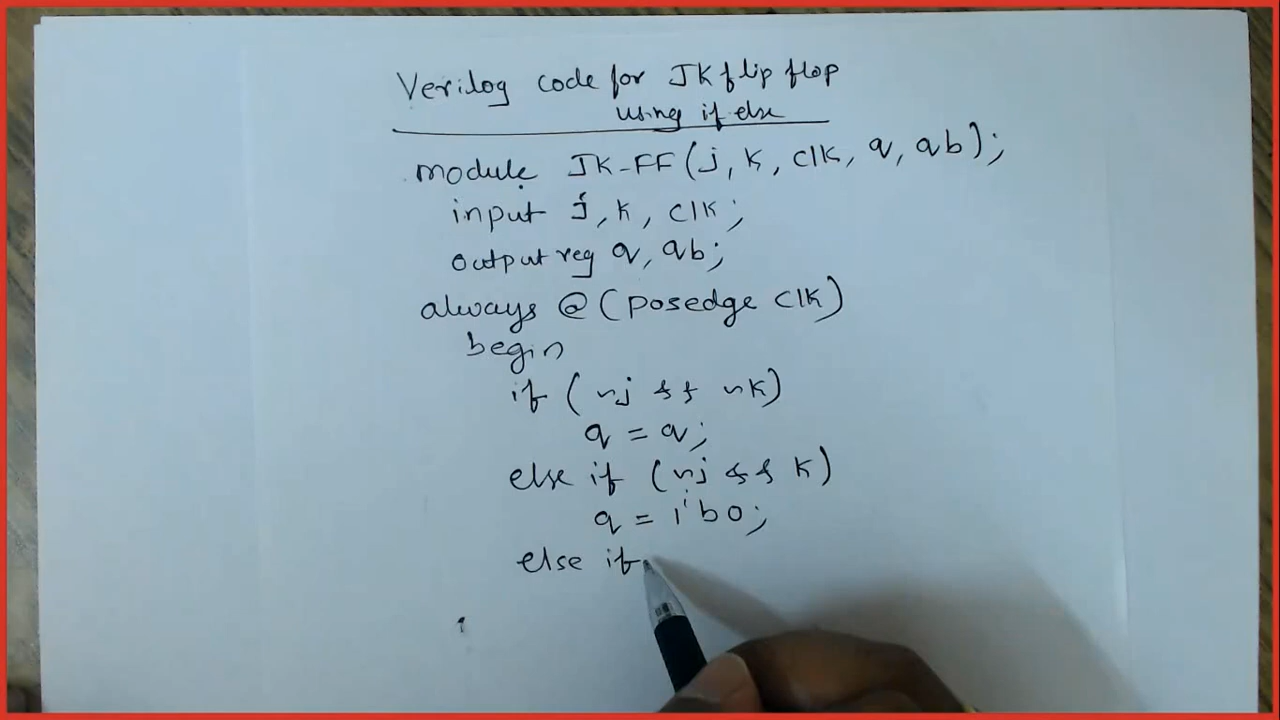 Verilog code for JK flip flop
using if else
module JK-FF(j, k, clk, q, qb);
input j, k, clk;
output reg q, qb;
always @ (posedge clk)
begin
if (~j && ~k)
q = q;
else if (~j && k)
q = 1'b0;
else if